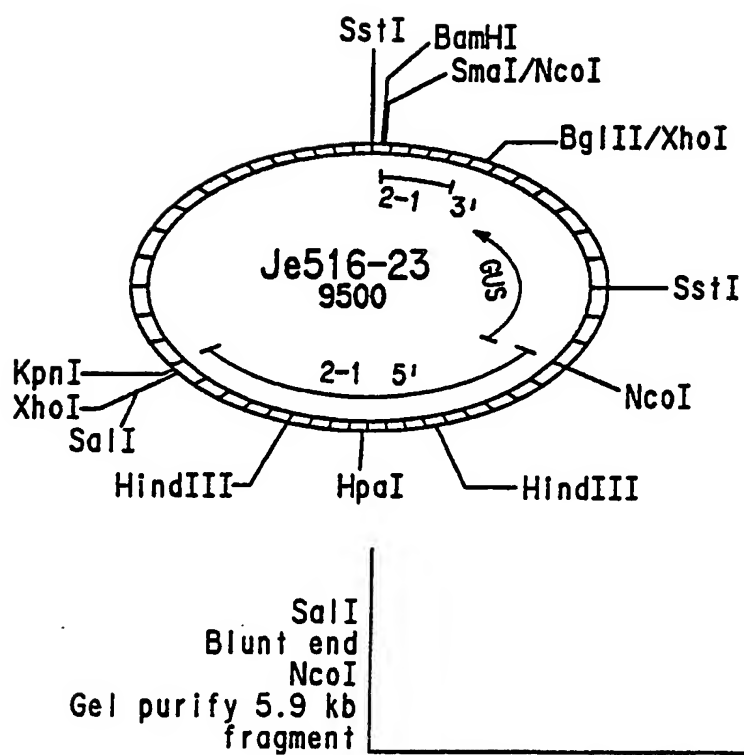 SstI
BamHI
SmaI/NcoI
BglII/XhoI
2-1 3'
Je516-23
9500
GUS
SstI
2-1 5'
KpnI
XhoI
SalI
NcoI
HindIII
HpaI
HindIII
SalI
Blunt end
NcoI
Gel purify 5.9 kb
fragment